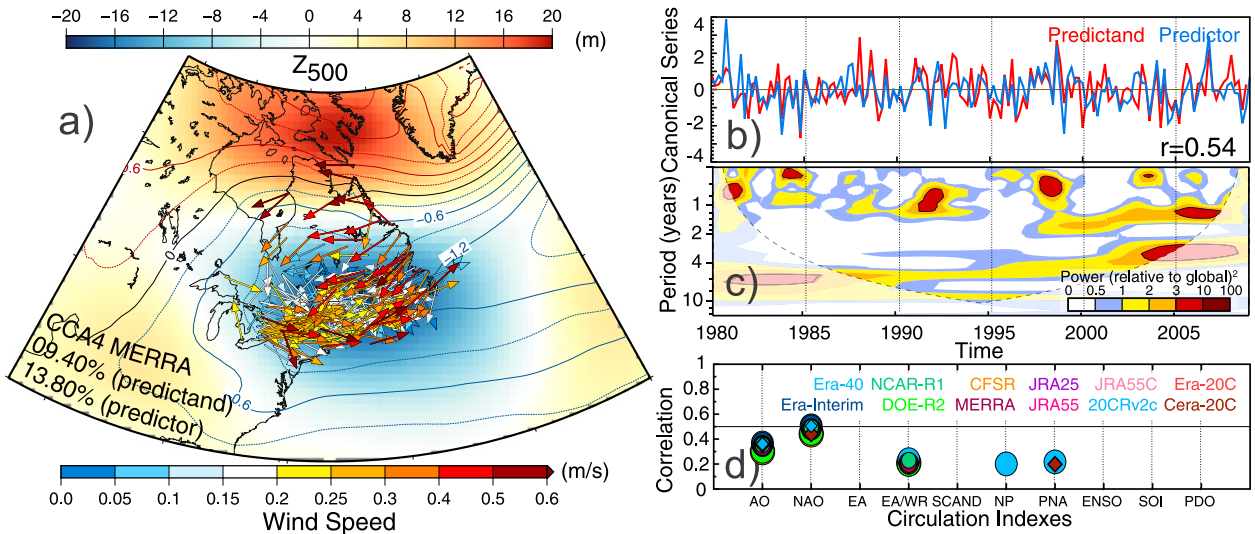 −20 −16 −12 −8 −4 0 4 8 12 16 20
(m)
Z500
a)
0.6
0
−0.6
−1.2
−0.6
CCA4 MERRA
09.40% (predictand)
13.80% (predictor)
(m/s)
0.0 0.05 0.1 0.15 0.2 0.25 0.3 0.4 0.5 0.6
Wind Speed
Canonical Series
4
2
0
-2
-4
Predictand Predictor
b)
r=0.54
Period (years)
1
2
4
10
c)
Power (relative to global)²
0 0.5 1 2 3 10 100
1980 1985 1990 1995 2000 2005
Time
Correlation
1
0.8
0.6
0.4
0.2
0
Era-40 NCAR-R1 CFSR JRA25 JRA55C Era-20C
Era-Interim DOE-R2 MERRA JRA55 20CRv2c Cera-20C
d)
AO NAO EA EA/WR SCAND NP PNA ENSO SOI PDO
Circulation Indexes